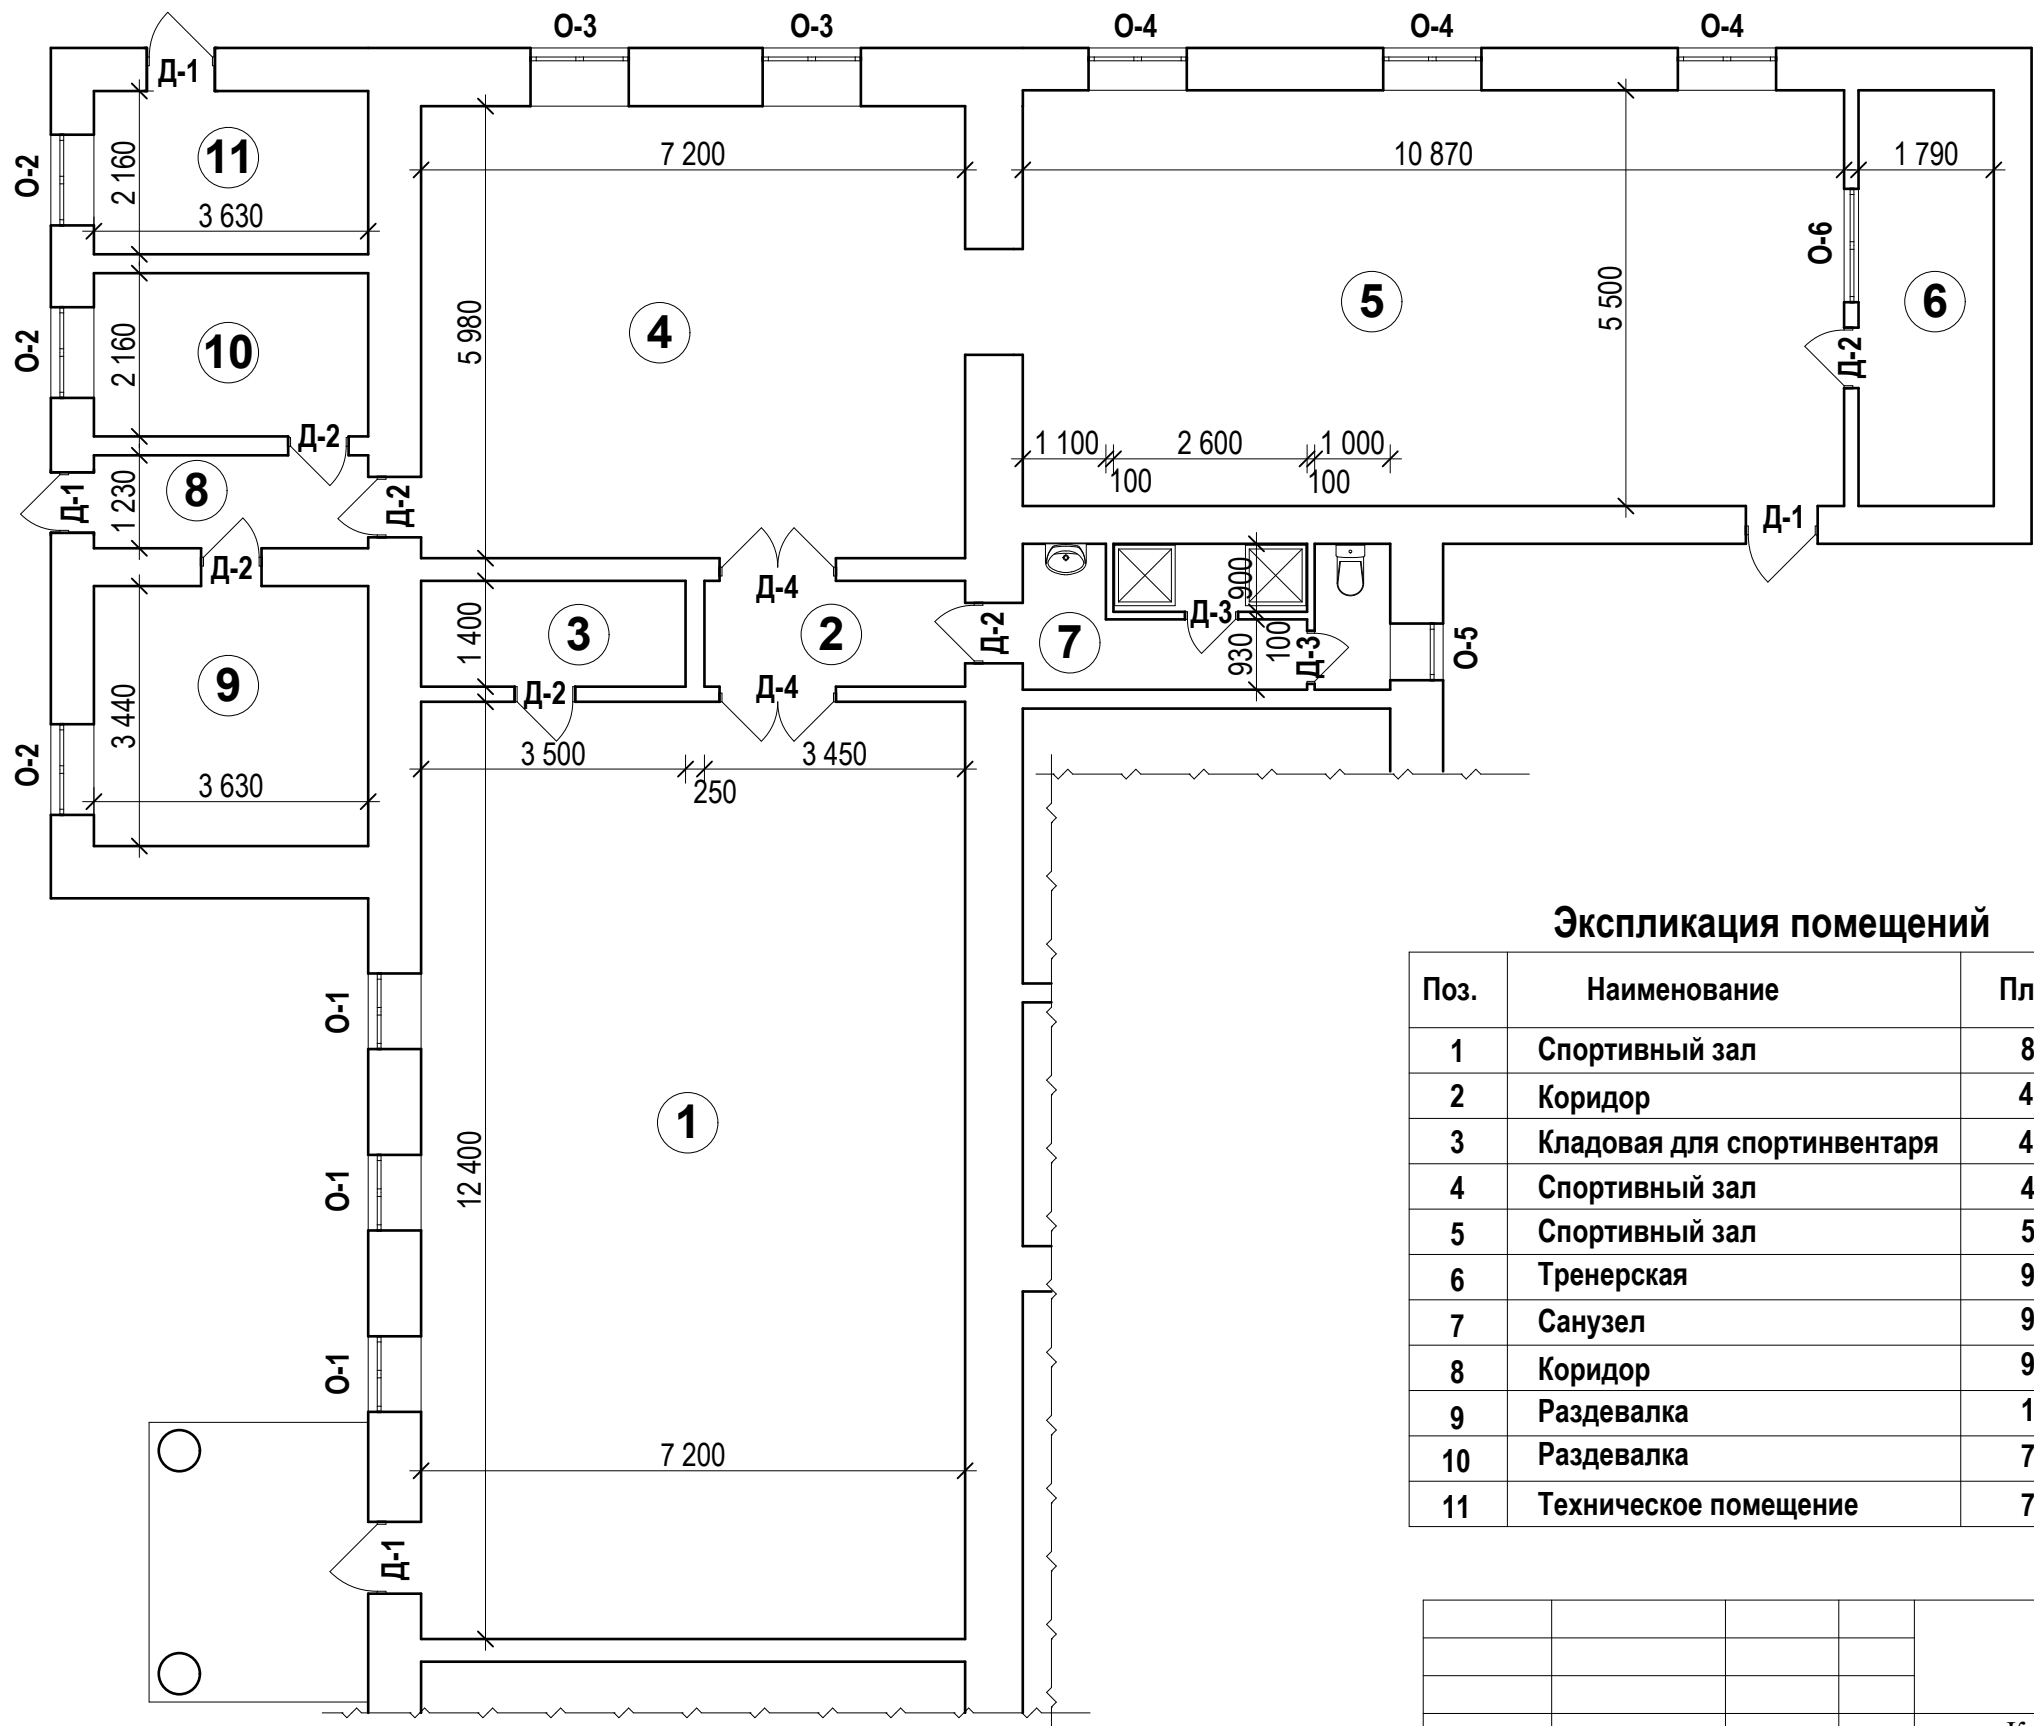 О-3 О-3 О-4 О-4 О-4
Д-1
О-2
11
2 160
3 630
7 200
10 870
1 790
О-6
О-2
10
2 160
4
5 980
5
5 500
6
Д-2
Д-2
1 100 2 600 1 000
100 100
Д-1
8
1 230
Д-2
Д-1
Д-2
Д-4
900
3
1 400
2
Д-2
7
Д-3
930
100
Д-3
О-5
9
3 440
Д-2
Д-4
О-2
3 630
3 500 3 450
250
О-1
1
12 400
О-1
О-1
7 200
Д-1
Экспликация помещений
Поз. Наименование Пл
1 Спортивный зал 8
2 Коридор 4
3 Кладовая для спортинвентаря 4
4 Спортивный зал 4
5 Спортивный зал 5
6 Тренерская 9
7 Санузел 9
8 Коридор 9
9 Раздевалка 1
10 Раздевалка 7
11 Техническое помещение 7